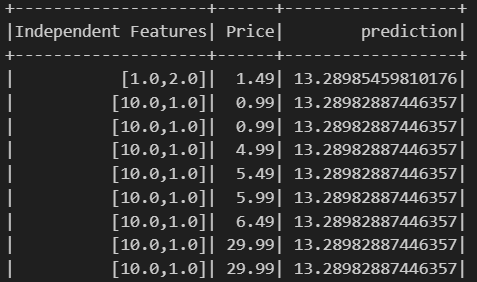 +--------------------+------+------------------+
|Independent Features| Price|        prediction|
+--------------------+------+------------------+
|           [1.0,2.0]|  1.49| 13.28985459810176|
|          [10.0,1.0]|  0.99| 13.28982887446357|
|          [10.0,1.0]|  0.99| 13.28982887446357|
|          [10.0,1.0]|  4.99| 13.28982887446357|
|          [10.0,1.0]|  5.49| 13.28982887446357|
|          [10.0,1.0]|  5.99| 13.28982887446357|
|          [10.0,1.0]|  6.49| 13.28982887446357|
|          [10.0,1.0]| 29.99| 13.28982887446357|
|          [10.0,1.0]| 29.99| 13.28982887446357|